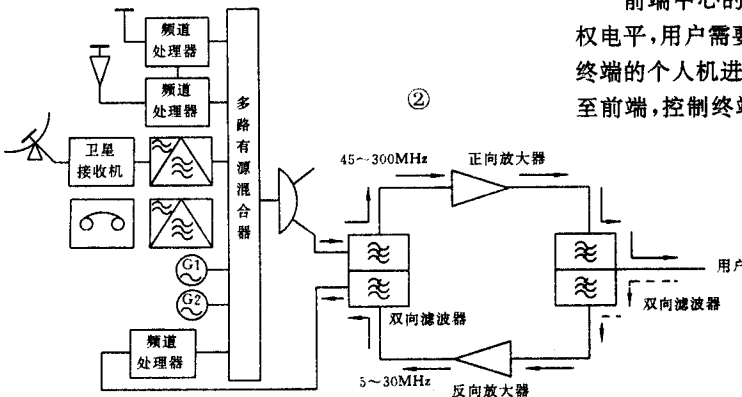 前端中心的
权电平,用户需要
终端的个人机进
至前端,控制终端
②
频道
处理器
频道
处理器
卫星
接收机
多路有源混合器
G1
G2
频道
处理器
45~300MHz
正向放大器
用户
双向滤波器
双向滤波器
5~30MHz
反向放大器